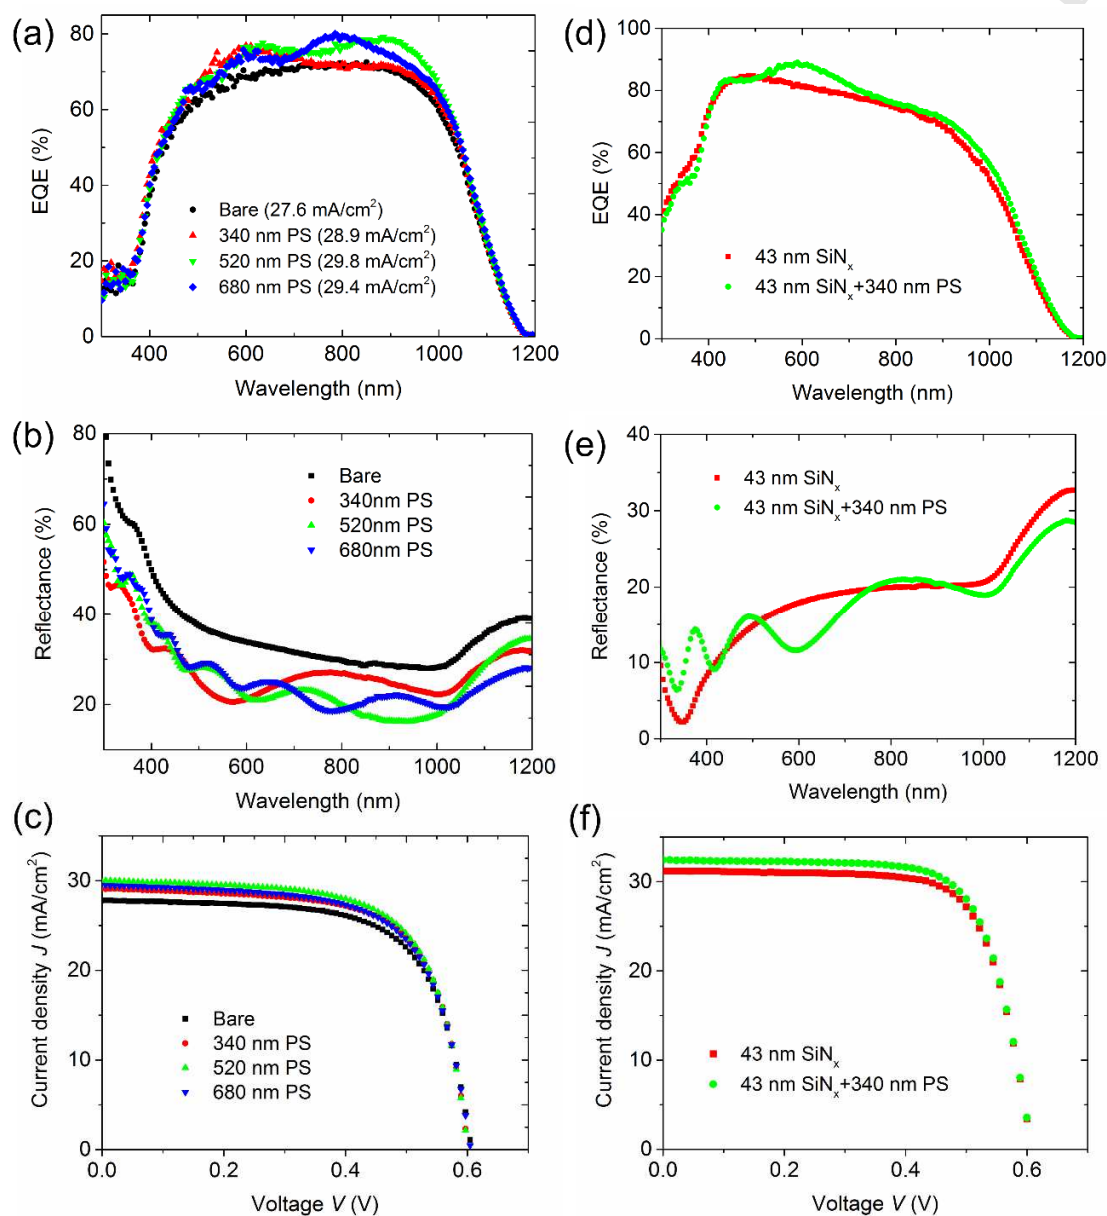 (a)
80
60
40
20
0
EQE (%)
Bare (27.6 mA/cm²)
340 nm PS (28.9 mA/cm²)
520 nm PS (29.8 mA/cm²)
680 nm PS (29.4 mA/cm²)
400 600 800 1000 1200
Wavelength (nm)
(d)
100
80
60
40
20
0
EQE (%)
43 nm SiNₓ
43 nm SiNₓ+340 nm PS
400 600 800 1000 1200
Wavelength (nm)
(b)
80
60
40
20
Reflectance (%)
Bare
340nm PS
520nm PS
680nm PS
400 600 800 1000 1200
Wavelength (nm)
(e)
40
30
20
10
0
Reflectance (%)
43 nm SiNₓ
43 nm SiNₓ+340 nm PS
400 600 800 1000 1200
Wavelength (nm)
(c)
30
20
10
0
Current density J (mA/cm²)
Bare
340 nm PS
520 nm PS
680 nm PS
0.0 0.2 0.4 0.6
Voltage V (V)
(f)
30
20
10
0
Current density J (mA/cm²)
43 nm SiNₓ
43 nm SiNₓ+340 nm PS
0.0 0.2 0.4 0.6
Voltage V (V)